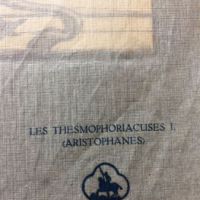 LES THESMOPHORIACUSES I.
(ARISTOPHANES)